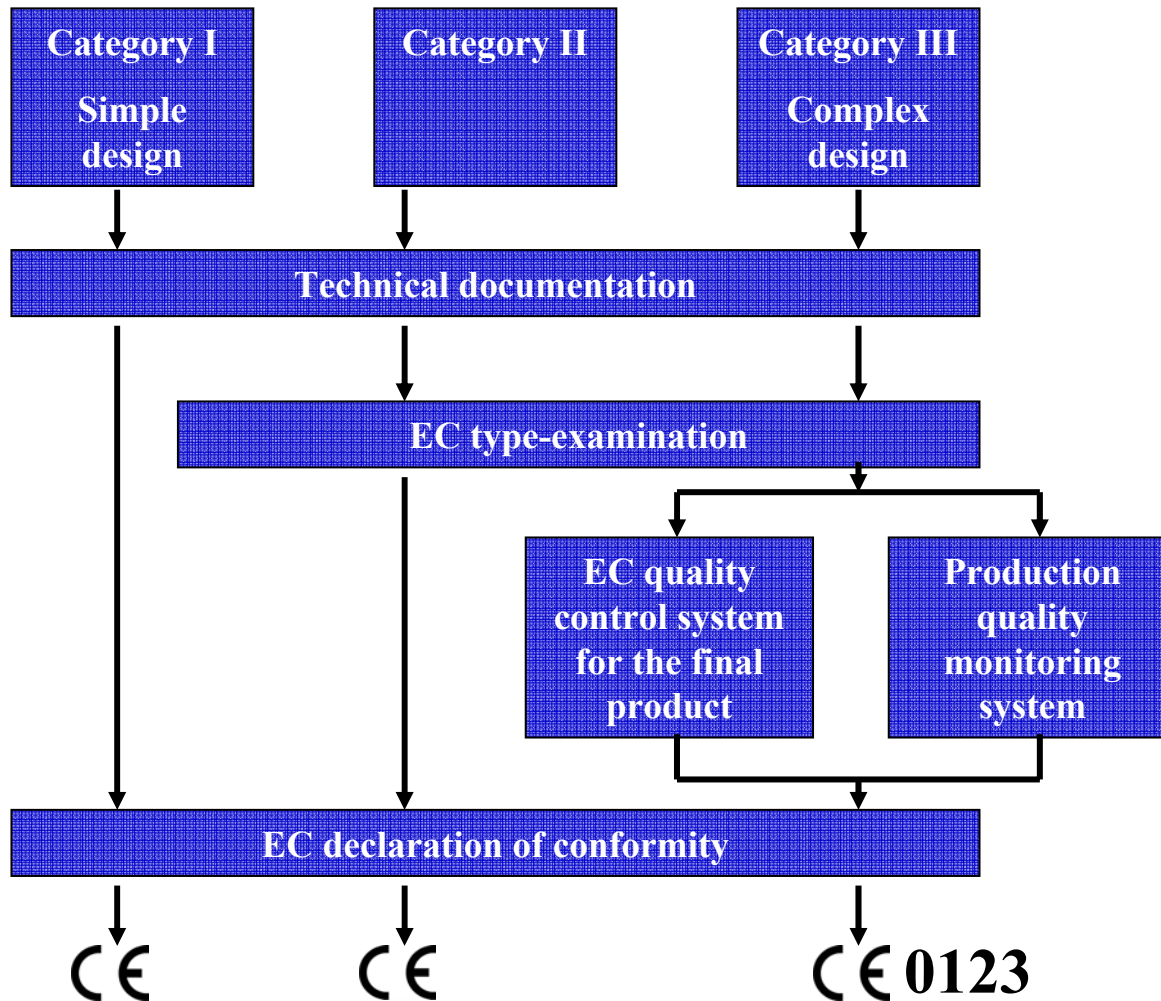 Category I
Simple
design
Category II
Category III
Complex
design
Technical documentation
EC type-examination
EC quality
control system
for the final
product
Production
quality
monitoring
system
EC declaration of conformity
CE
CE
CE 0123